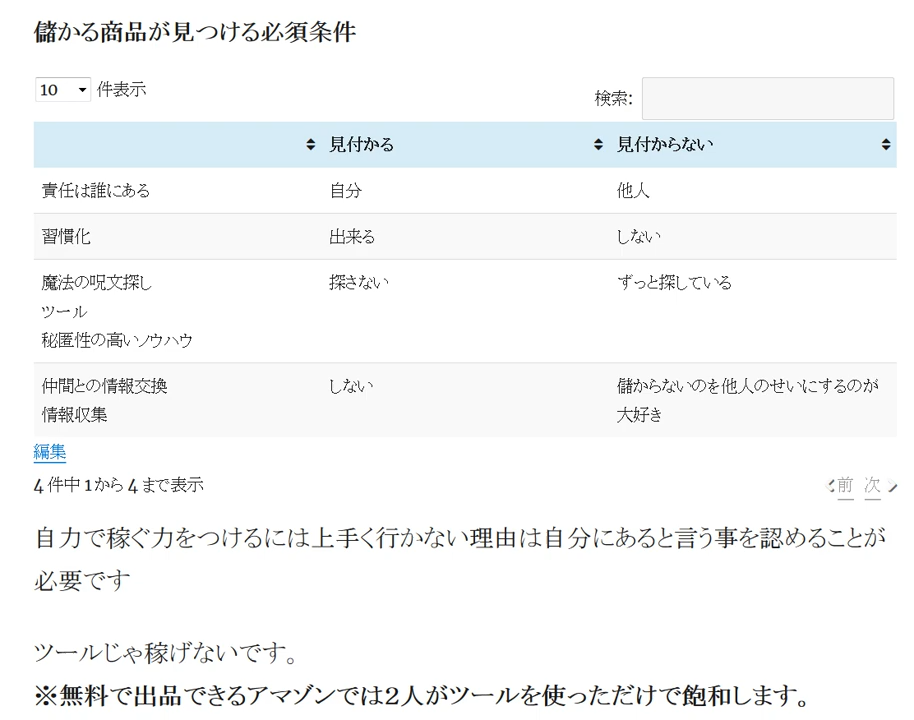 儲かる商品が見つける必須条件
10 件表示
検索:
見付かる 見付からない
責任は誰にある 自分 他人
習慣化 出来る しない
魔法の呪文探し 探さない ずっと探している
ツール
秘匿性の高いノウハウ
仲間との情報交換 しない 儲からないのを他人のせいにするのが
情報収集 大好き
編集
4 件中 1 から 4 まで表示
前 次
自力で稼ぐ力をつけるには上手く行かない理由は自分にあると言う事を認めることが
必要です
ツールじゃ稼げないです。
※無料で出品できるアマゾンでは２人がツールを使っただけで飽和します。